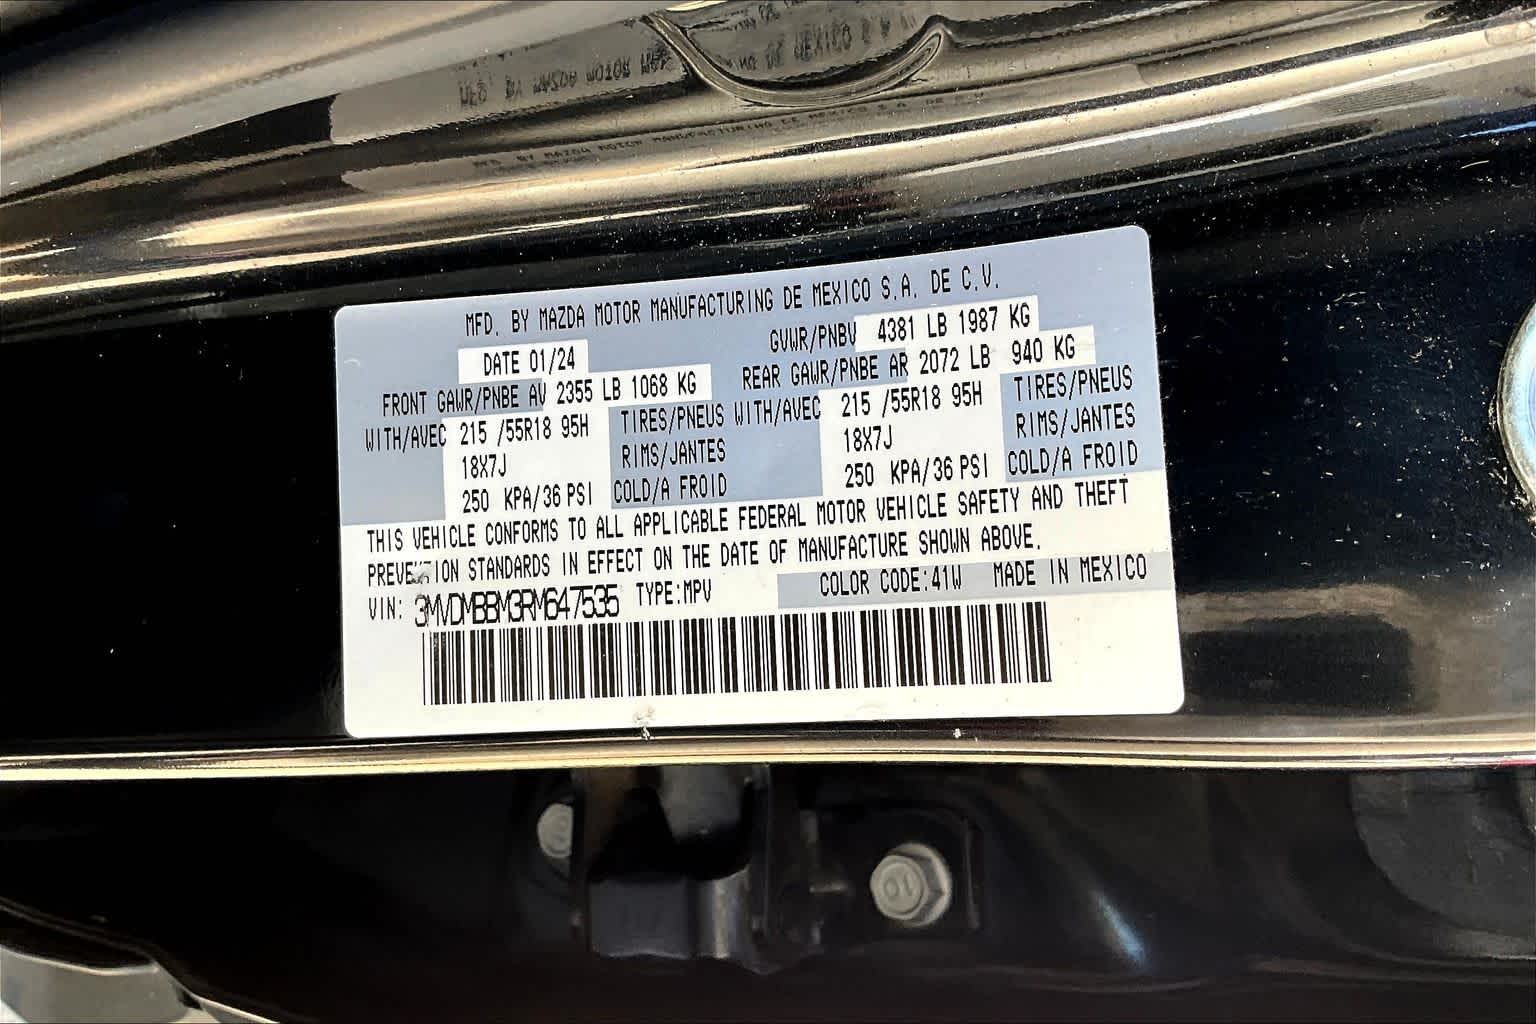 MFD. BY MAZDA MOTOR MANUFACTURING DE MEXICO S.A. DE C.V.
DATE 01/24 GVWR/PNBV 4381 LB 1987 KG
FRONT GAWR/PNBE AV 2355 LB 1068 KG REAR GAWR/PNBE AR 2072 LB 940 KG
WITH/AVEC 215 /55R18 95H TIRES/PNEUS WITH/AVEC 215 /55R18 95H TIRES/PNEUS
18X7J RIMS/JANTES 18X7J RIMS/JANTES
250 KPA/36 PSI COLD/A FROID 250 KPA/36 PSI COLD/A FROID
THIS VEHICLE CONFORMS TO ALL APPLICABLE FEDERAL MOTOR VEHICLE SAFETY AND THEFT
PREVENTION STANDARDS IN EFFECT ON THE DATE OF MANUFACTURE SHOWN ABOVE.
VIN: 3MVDMBBM3RM647535 TYPE:MPV COLOR CODE:41W MADE IN MEXICO
10